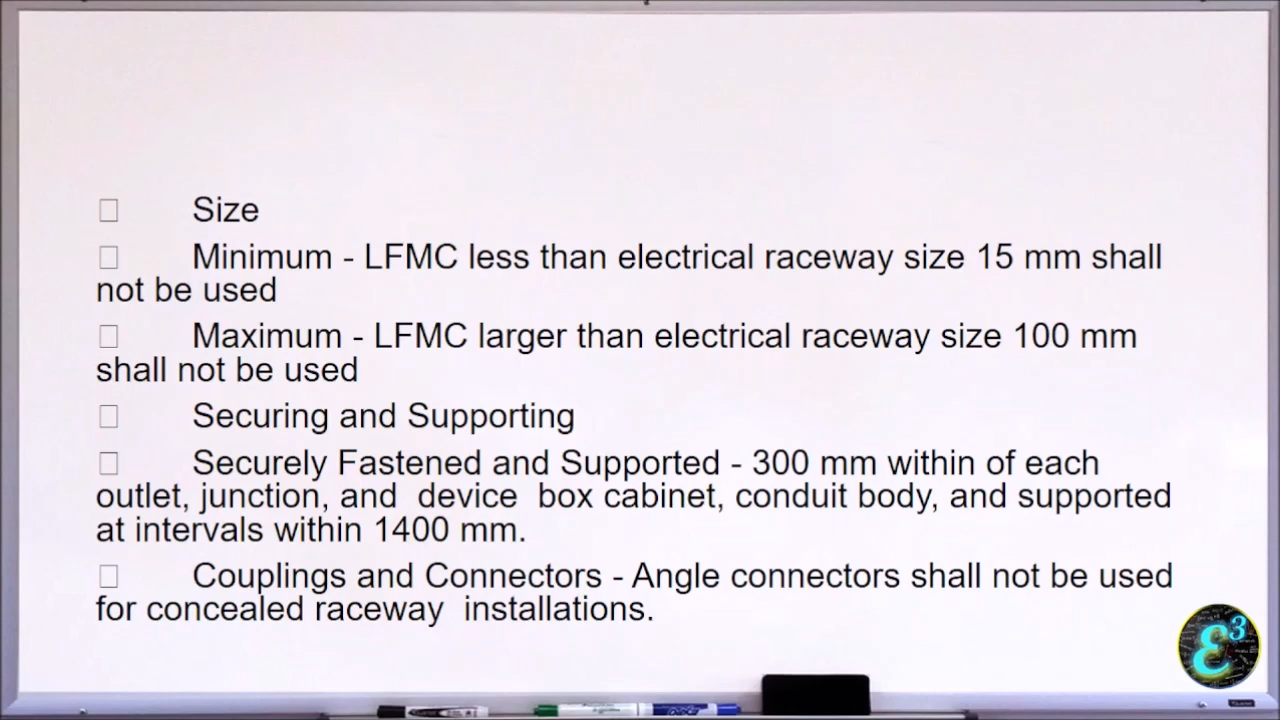 Size
Minimum - LFMC less than electrical raceway size 15 mm shall
not be used
Maximum - LFMC larger than electrical raceway size 100 mm
shall not be used
Securing and Supporting
Securely Fastened and Supported - 300 mm within of each
outlet, junction, and device box cabinet, conduit body, and supported
at intervals within 1400 mm.
Couplings and Connectors - Angle connectors shall not be used
for concealed raceway installations.
ε3